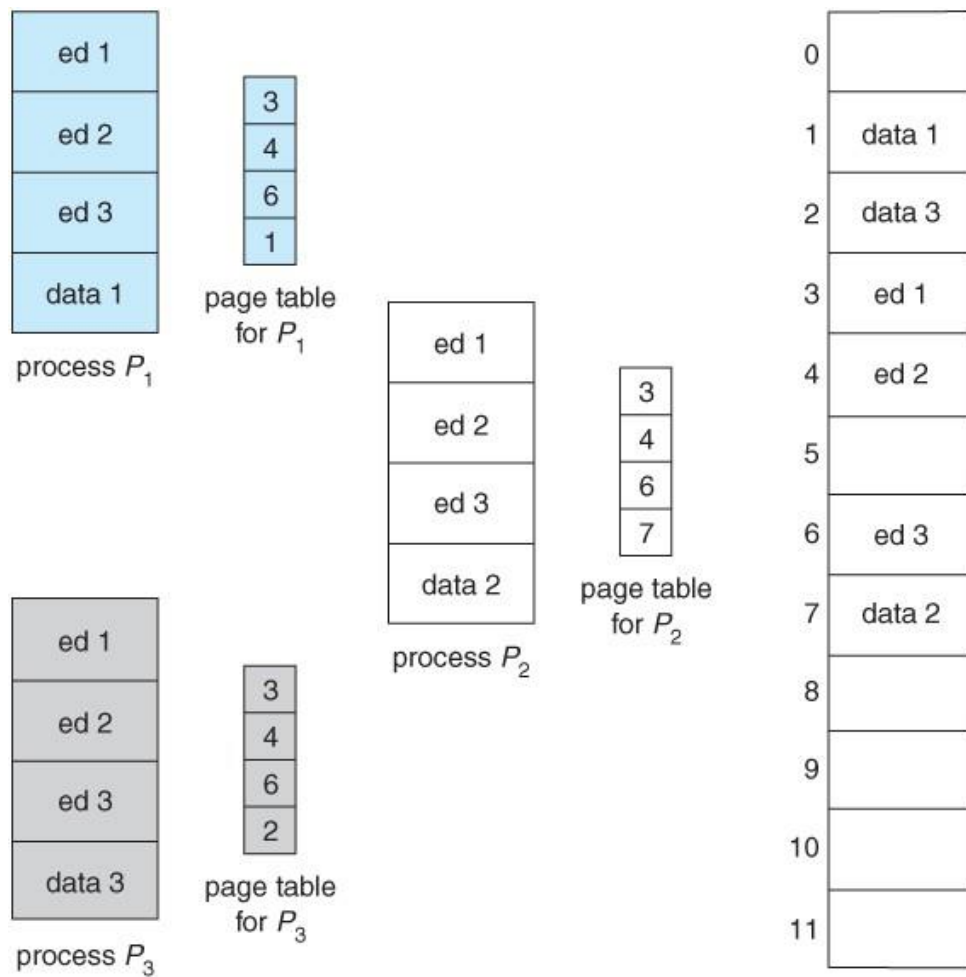 ed 1
ed 2
ed 3
data 1
process P1
3
4
6
1
page table
for P1
ed 1
ed 2
ed 3
data 2
process P2
3
4
6
7
page table
for P2
ed 1
ed 2
ed 3
data 3
process P3
3
4
6
2
page table
for P3
0
1 data 1
2 data 3
3 ed 1
4 ed 2
5
6 ed 3
7 data 2
8
9
10
11